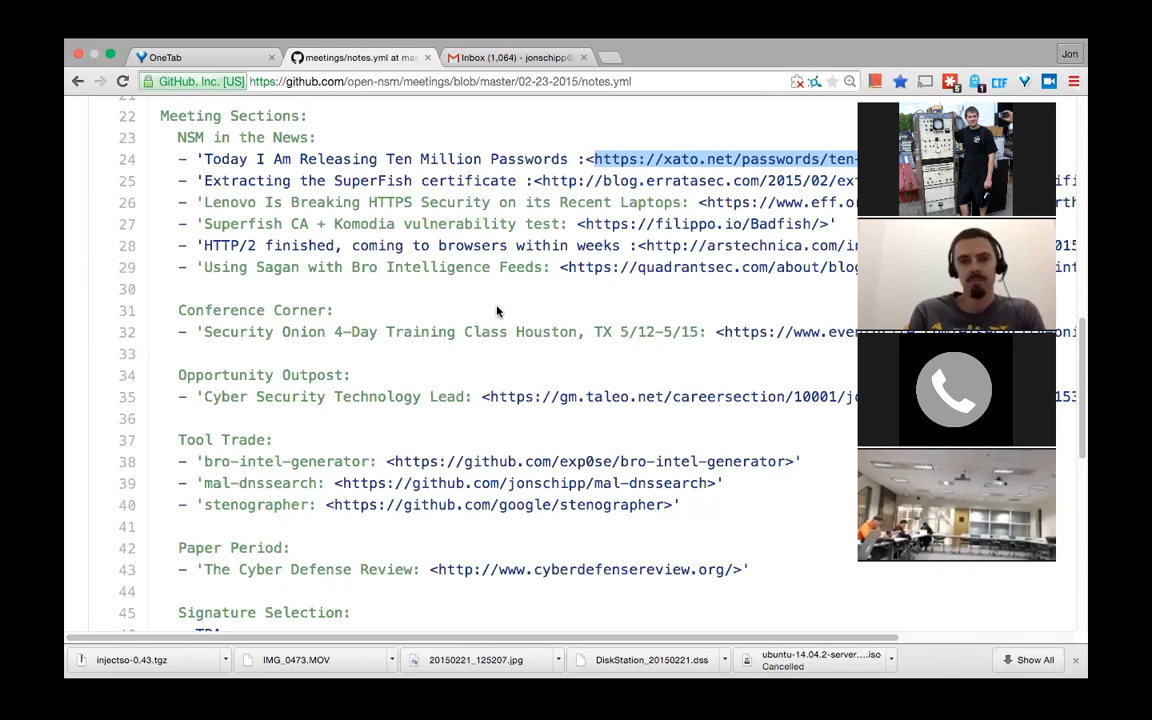 OneTab
meetings/notes.yml at mas
Inbox (1,064) - jonschipp
Jon
GitHub, Inc. [US]
https://github.com/open-nsm/meetings/blob/master/02-23-2015/notes.yml
22 Meeting Sections:
23 NSM in the News:
24 - 'Today I Am Releasing Ten Million Passwords :<https://xato.net/passwords/ten-
25 - 'Extracting the SuperFish certificate :<http://blog.erratasec.com/2015/02/ext
26 - 'Lenovo Is Breaking HTTPS Security on its Recent Laptops: <https://www.eff.or
27 - 'Superfish CA + Komodia vulnerability test: <https://filippo.io/Badfish/>'
28 - 'HTTP/2 finished, coming to browsers within weeks :<http://arstechnica.com/in
29 - 'Using Sagan with Bro Intelligence Feeds: <https://quadrantsec.com/about/blog
30
31 Conference Corner:
32 - 'Security Onion 4-Day Training Class Houston, TX 5/12-5/15: <https://www.even
33
34 Opportunity Outpost:
35 - 'Cyber Security Technology Lead: <https://gm.taleo.net/careersection/10001/jo
36
37 Tool Trade:
38 - 'bro-intel-generator: <https://github.com/exp0se/bro-intel-generator>'
39 - 'mal-dnssearch: <https://github.com/jonschipp/mal-dnssearch>'
40 - 'stenographer: <https://github.com/google/stenographer>'
41
42 Paper Period:
43 - 'The Cyber Defense Review: <http://www.cyberdefensereview.org/>'
44
45 Signature Selection:
injectso-0.43.tgz
IMG_0473.MOV
20150221_125207.jpg
DiskStation_20150221.dss
ubuntu-14.04.2-server....iso
Cancelled
Show All